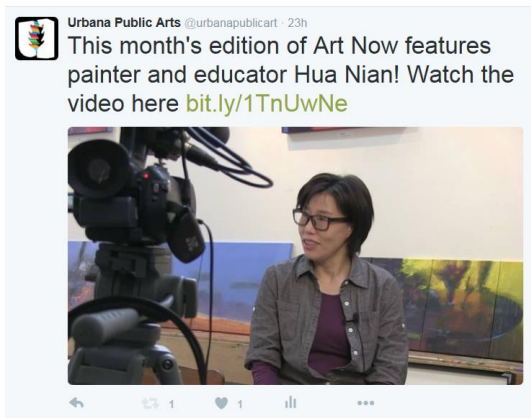 Urbana Public Arts @urbanapublicart · 23h
This month's edition of Art Now features
painter and educator Hua Nian! Watch the
video here bit.ly/1TnUwNe
1 1